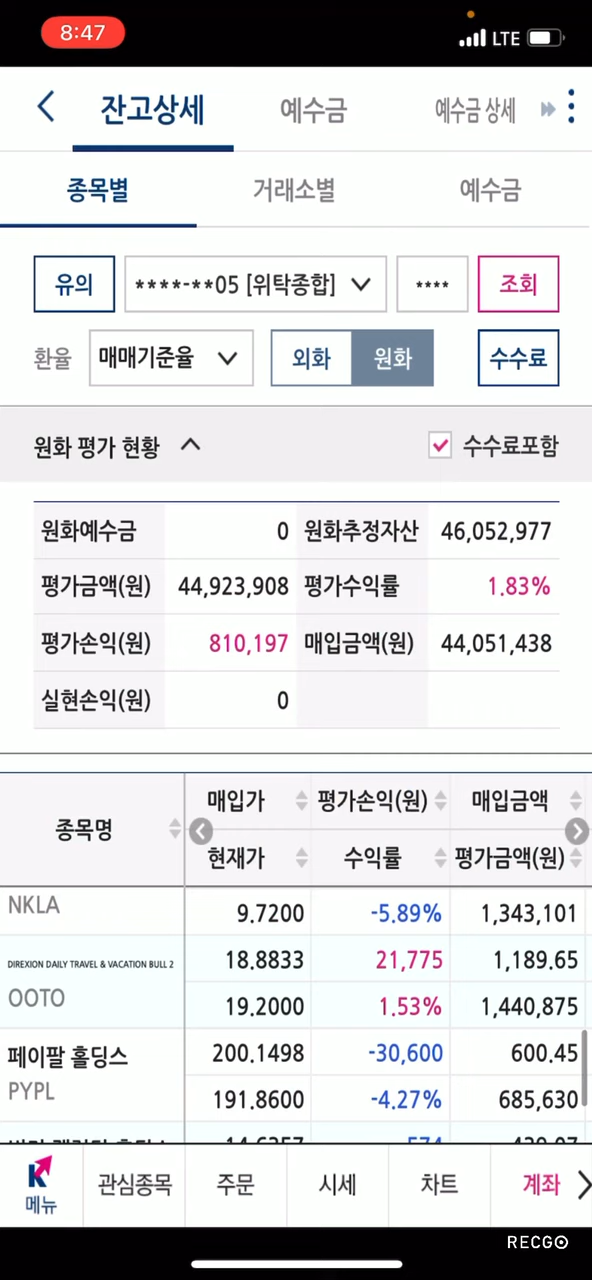 8:47 LTE
잔고상세 예수금 예수금 상세
종목별 거래소별 예수금
유의 ****-**05 [위탁종합] **** 조회
환율 매매기준율 외화 원화 수수료
원화 평가 현황 수수료포함
원화예수금 0 원화추정자산 46,052,977
평가금액(원) 44,923,908 평가수익률 1.83%
평가손익(원) 810,197 매입금액(원) 44,051,438
실현손익(원) 0
종목명 매입가 평가손익(원) 매입금액
현재가 수익률 평가금액(원)
NKLA 9.7200 -5.89% 1,343,101
DIREXION DAILY TRAVEL & VACATION BULL 2 18.8833 21,775 1,189.65
OOTO 19.2000 1.53% 1,440,875
페이팔 홀딩스 200.1498 -30,600 600.45
PYPL 191.8600 -4.27% 685,630
메뉴 관심종목 주문 시세 차트 계좌
RECGO